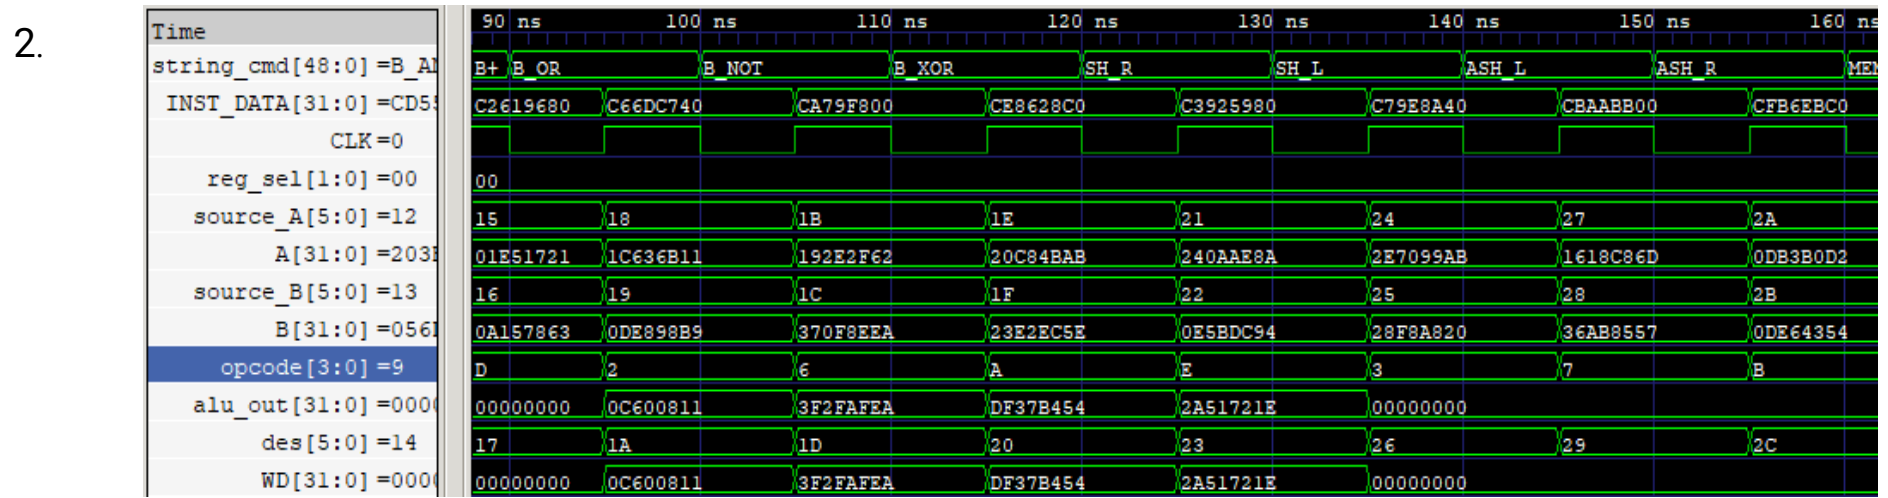 2.
Time
90 ns 100 ns 110 ns 120 ns 130 ns 140 ns 150 ns 160 ns
string_cmd[48:0]=B_AN B+ B_OR B_NOT B_XOR SH_R SH_L ASH_L ASH_R MEM
INST_DATA[31:0]=CD55 C2619680 C66DC740 CA79F800 CE8628C0 C3925980 C79E8A40 CBAABB00 CFB6EBC0
CLK=0
reg_sel[1:0]=00 00
source_A[5:0]=12 15 18 1B 1E 21 24 27 2A
A[31:0]=203 01E51721 1C636B11 192E2F62 20C84BAB 240AAE8A 2E7099AB 1618C86D 0DB3B0D2
source_B[5:0]=13 16 19 1C 1F 22 25 28 2B
B[31:0]=056 0A157863 0DE898B9 370F8EEA 23E2EC5E 0E5BDC94 28F8A820 36AB8557 0DE64354
opcode[3:0]=9 D 2 6 A E 3 7 B
alu_out[31:0]=0000 00000000 0C600811 3F2FAFEA DF37B454 2A51721E 00000000
des[5:0]=14 17 1A 1D 20 23 26 29 2C
WD[31:0]=0000 00000000 0C600811 3F2FAFEA DF37B454 2A51721E 00000000